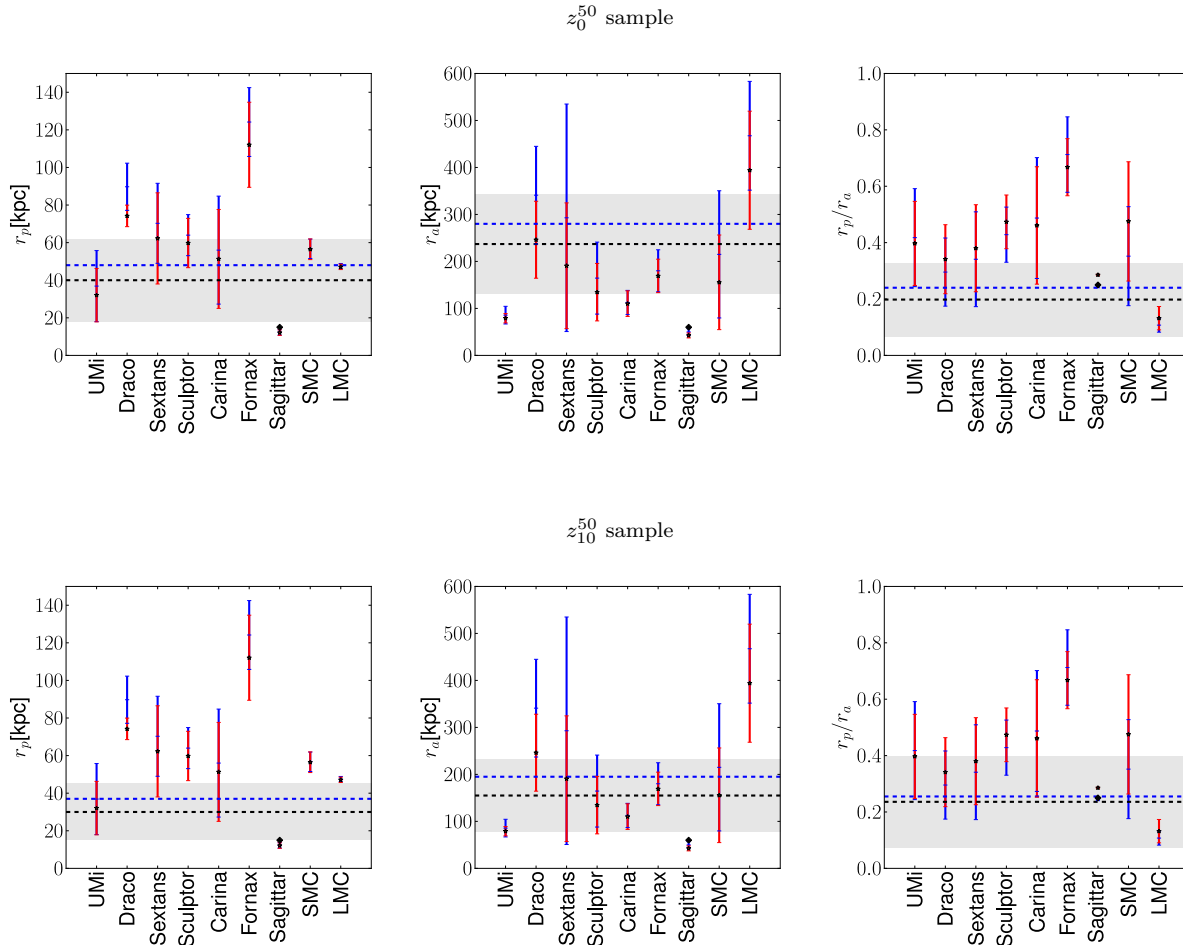 z_0^50 sample
r_p[kpc]
140
120
100
80
60
40
20
0
UMi
Draco
Sextans
Sculptor
Carina
Fornax
Sagittar
SMC
LMC
r_a[kpc]
600
500
400
300
200
100
0
UMi
Draco
Sextans
Sculptor
Carina
Fornax
Sagittar
SMC
LMC
r_p/r_a
1.0
0.8
0.6
0.4
0.2
0.0
UMi
Draco
Sextans
Sculptor
Carina
Fornax
Sagittar
SMC
LMC
z_10^50 sample
r_p[kpc]
140
120
100
80
60
40
20
0
UMi
Draco
Sextans
Sculptor
Carina
Fornax
Sagittar
SMC
LMC
r_a[kpc]
600
500
400
300
200
100
0
UMi
Draco
Sextans
Sculptor
Carina
Fornax
Sagittar
SMC
LMC
r_p/r_a
1.0
0.8
0.6
0.4
0.2
0.0
UMi
Draco
Sextans
Sculptor
Carina
Fornax
Sagittar
SMC
LMC